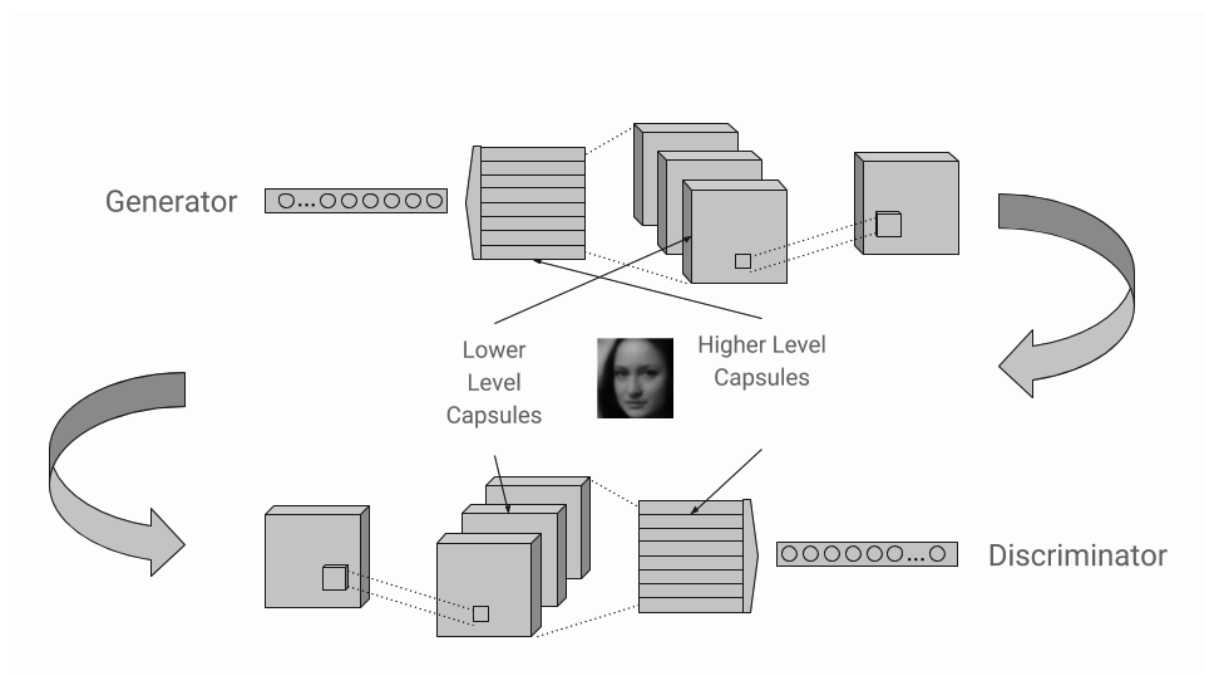 Generator
Lower
Level
Capsules
Higher Level
Capsules
Discriminator